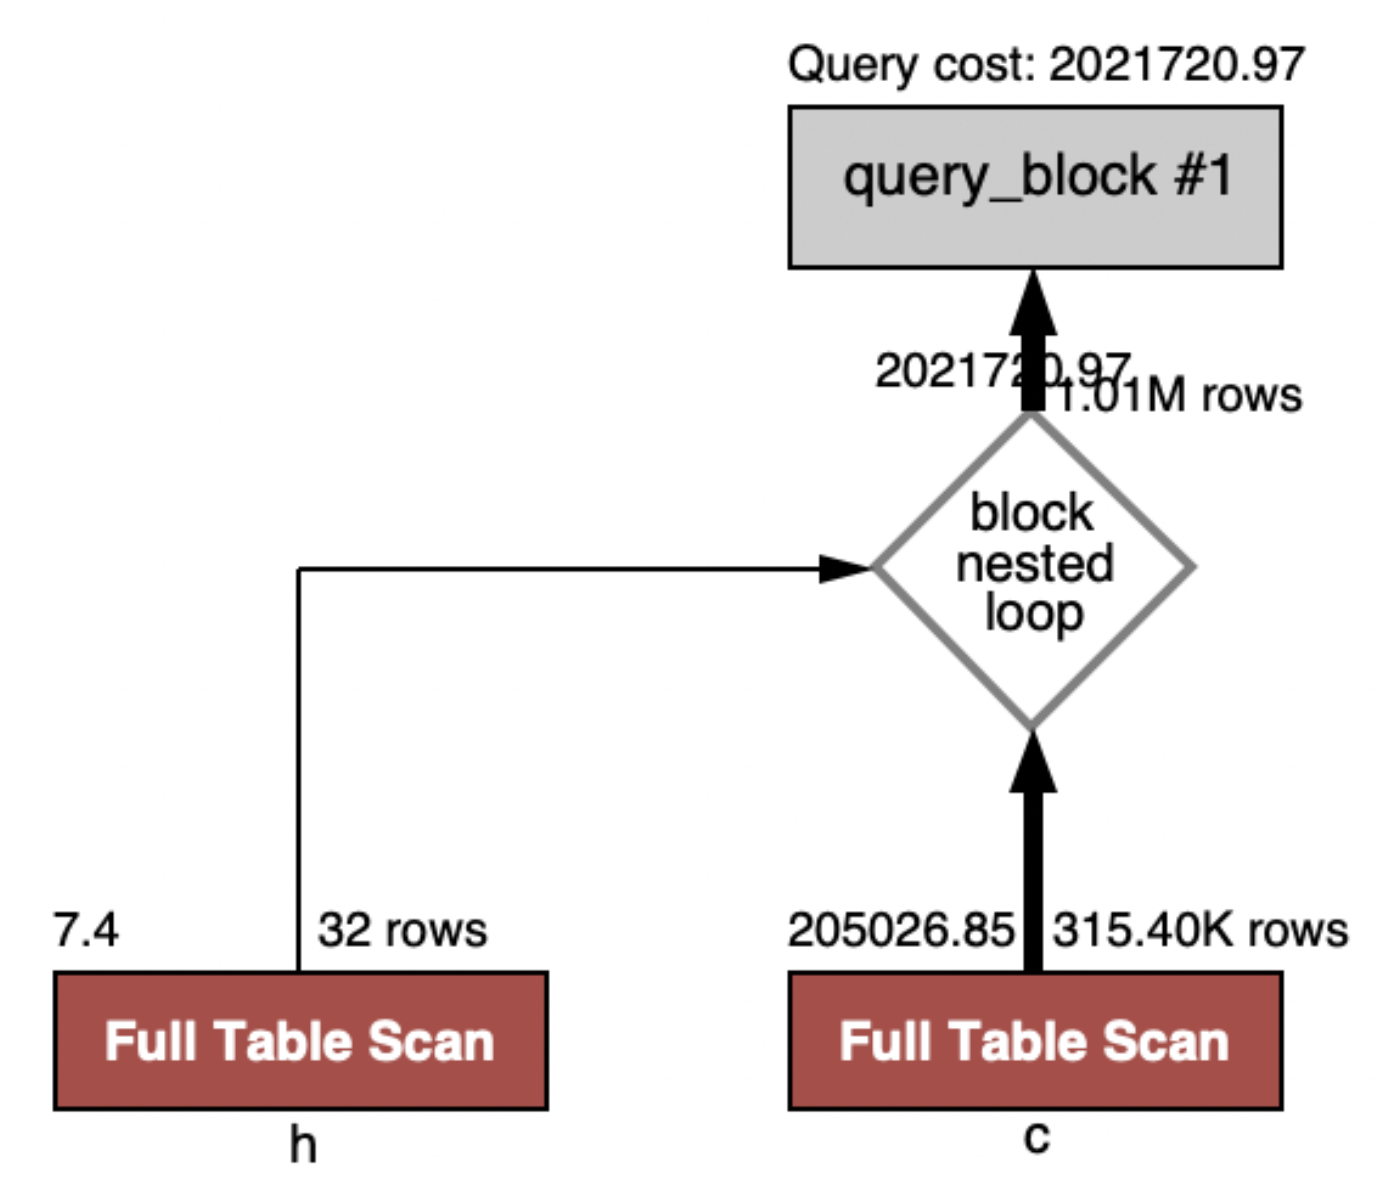 Query cost: 2021720.97
query_block #1
2021720.97
1.01M rows
block
nested
loop
7.4
32 rows
205026.85
315.40K rows
Full Table Scan
Full Table Scan
h
c